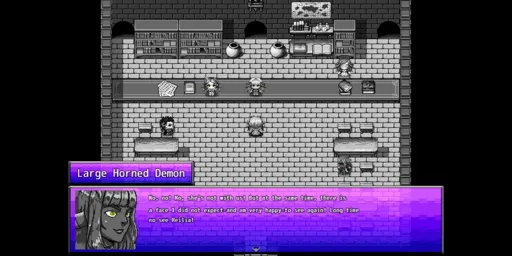 Large Horned Demon
No, no! No, she's not with us! but at the same time, there is
a face I did not expect-and am very happy-to see again! long time
no see Reilia!